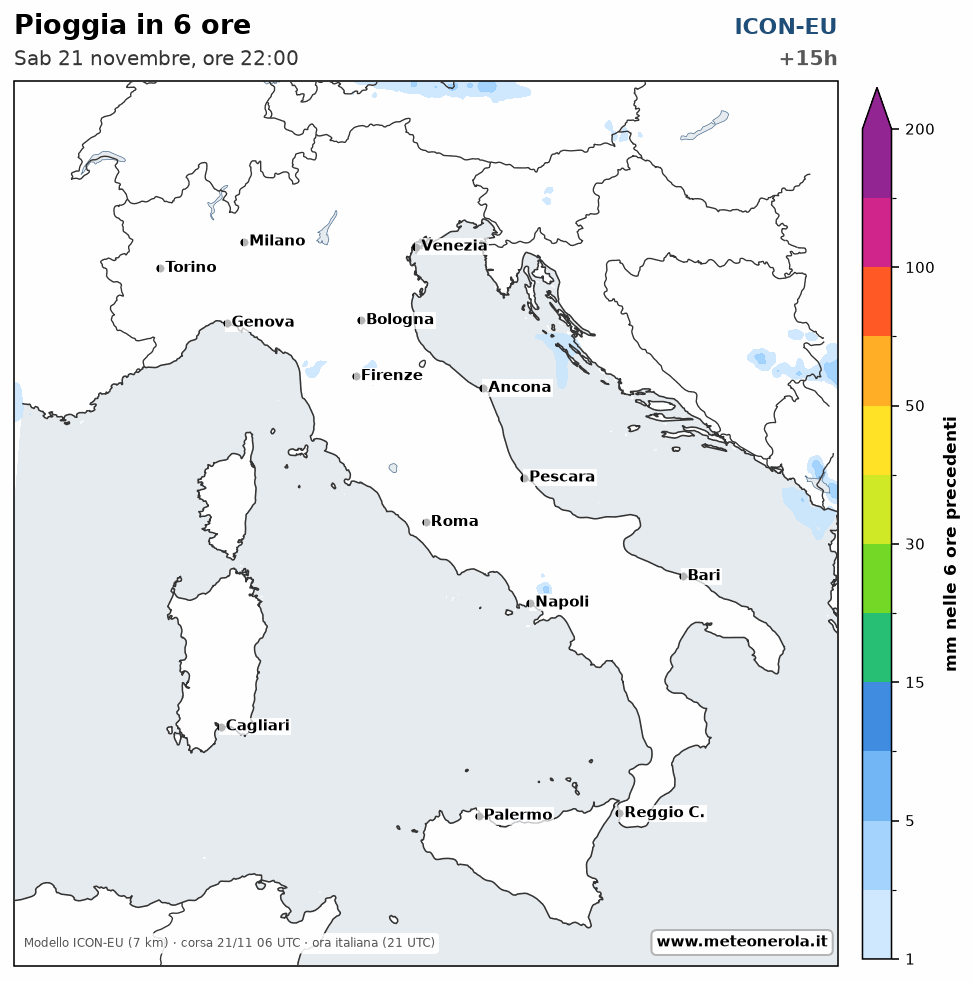 Pioggia in 6 ore
ICON-EU
Sab 21 novembre, ore 22:00
+15h
200
Milano
Venezia
Torino
100
Genova
Bologna
Firenze
Ancona
50
Pescara
Roma
30
Bari
Napoli
mm nelle 6 ore precedenti
15
Cagliari
Palermo
Reggio C.
5
Modello ICON-EU (7 km) · corsa 21/11 06 UTC · ora italiana (21 UTC)
www.meteonerola.it
1